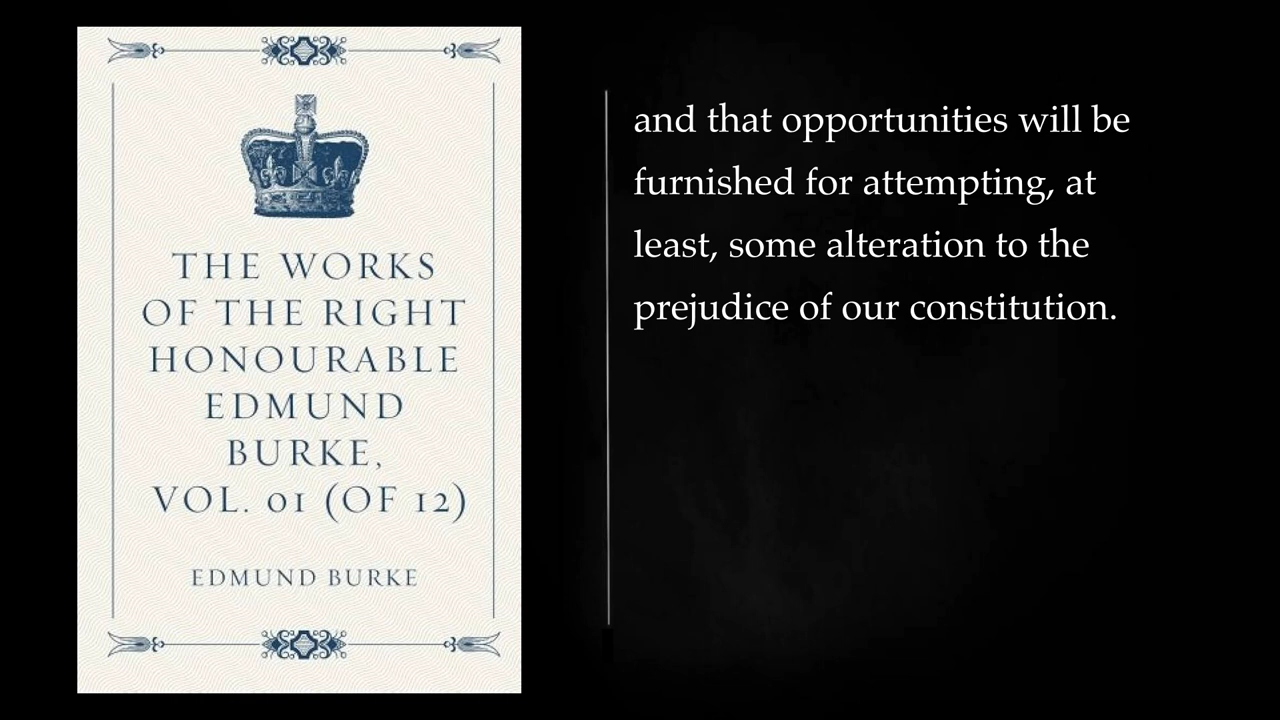 THE WORKS
OF THE RIGHT
HONOURABLE
EDMUND
BURKE,
VOL. 01 (OF 12)
EDMUND BURKE
and that opportunities will be
furnished for attempting, at
least, some alteration to the
prejudice of our constitution.